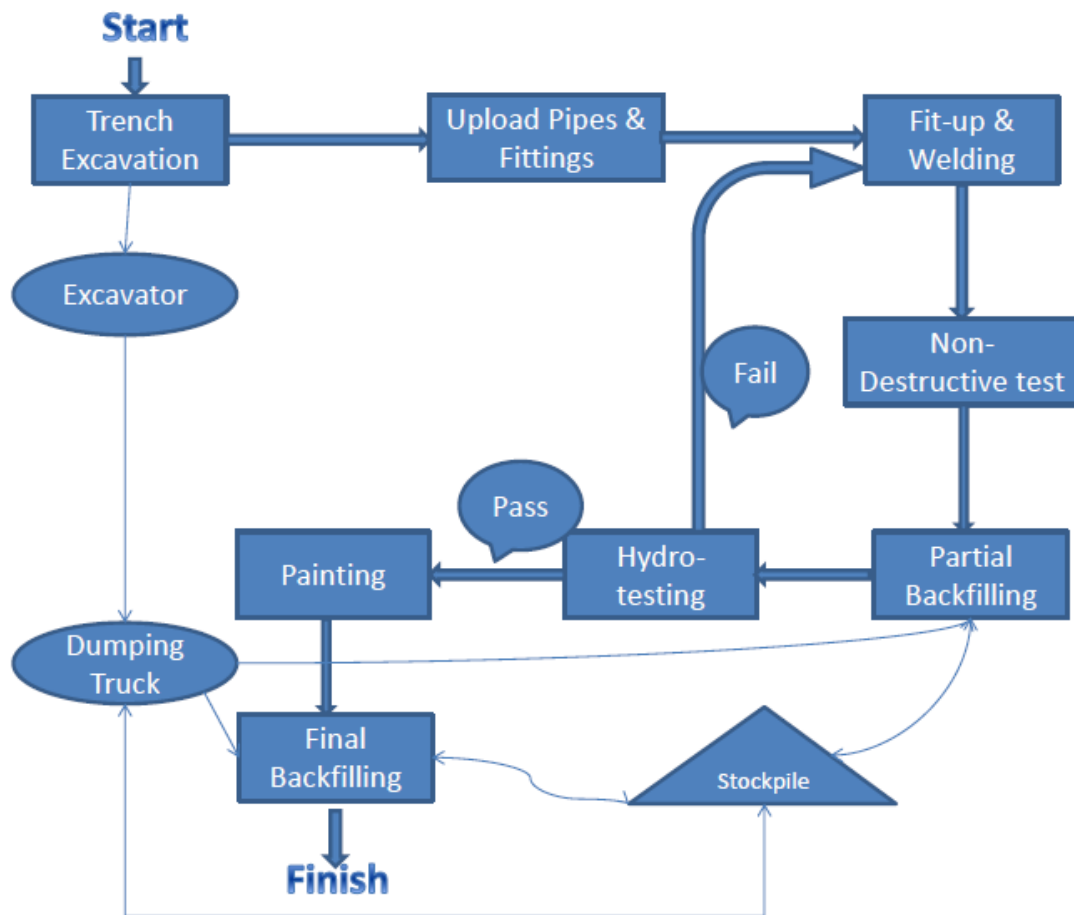 Start
Trench
Excavation
Upload Pipes &
Fittings
Fit-up &
Welding
Excavator
Non-
Destructive test
Fail
Pass
Painting
Hydro-
testing
Partial
Backfilling
Dumping
Truck
Final
Backfilling
Stockpile
Finish